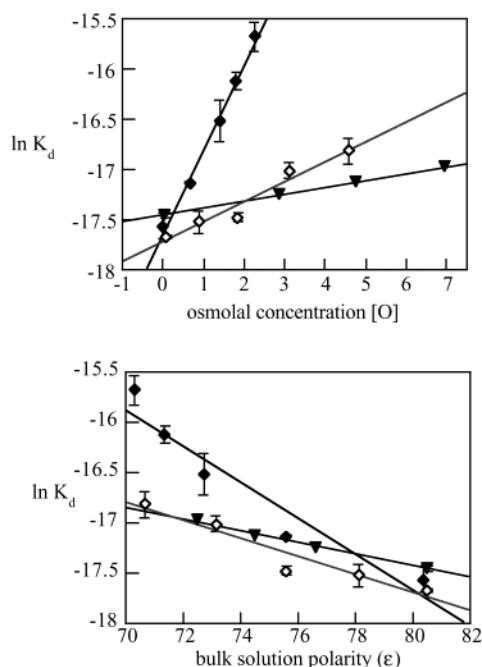 -15.5
-16
-16.5
ln K_d
-17
-17.5
-18
-1 0 1 2 3 4 5 6 7
osmolal concentration [O]
-15.5
-16
-16.5
ln K_d
-17
-17.5
-18
70 72 74 76 78 80 82
bulk solution polarity (ε)